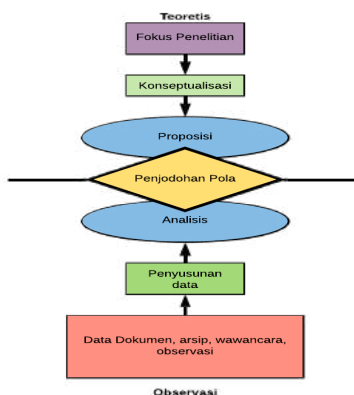 Teoretis
Fokus Penelitian
Konseptualisasi
Proposisi
Penjodohan Pola
Analisis
Penyusunan
data
Data Dokumen, arsip, wawancara,
observasi
Observasi